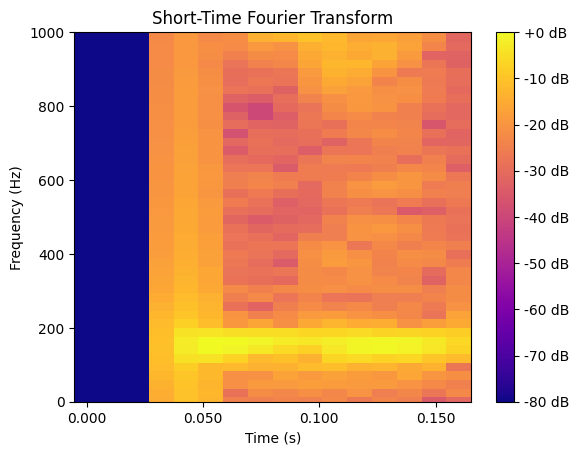 Short-Time Fourier Transform
1000
800
600
400
200
0
Frequency (Hz)
0.000
0.050
0.100
0.150
Time (s)
+0 dB
-10 dB
-20 dB
-30 dB
-40 dB
-50 dB
-60 dB
-70 dB
-80 dB